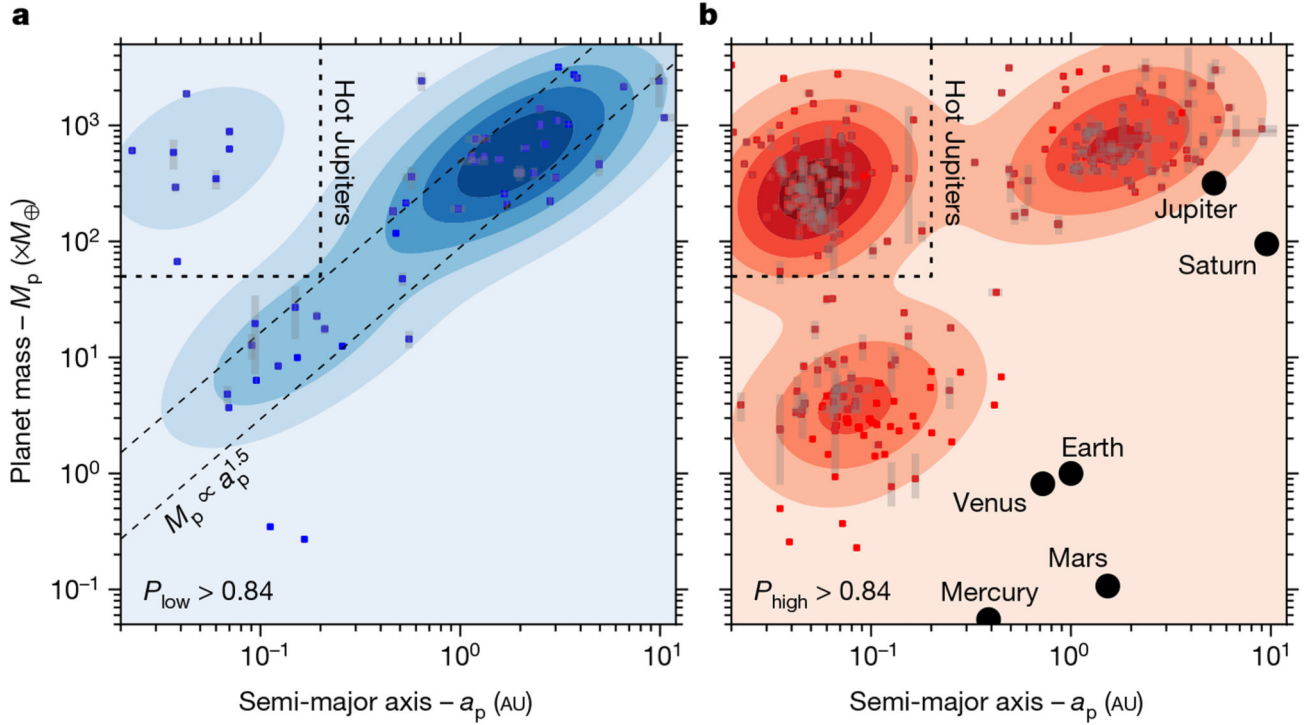 a
b
Hot Jupiters
Hot Jupiters
10³
10²
10¹
10⁰
10⁻¹
Planet mass – Mₚ (×M⊕)
Mₚ ∝ aₚ¹·⁵
P_low > 0.84
10⁻¹ 10⁰ 10¹
Semi-major axis – aₚ (AU)
Jupiter
Saturn
Earth
Venus
Mars
Mercury
P_high > 0.84
10⁻¹ 10⁰ 10¹
Semi-major axis – aₚ (AU)